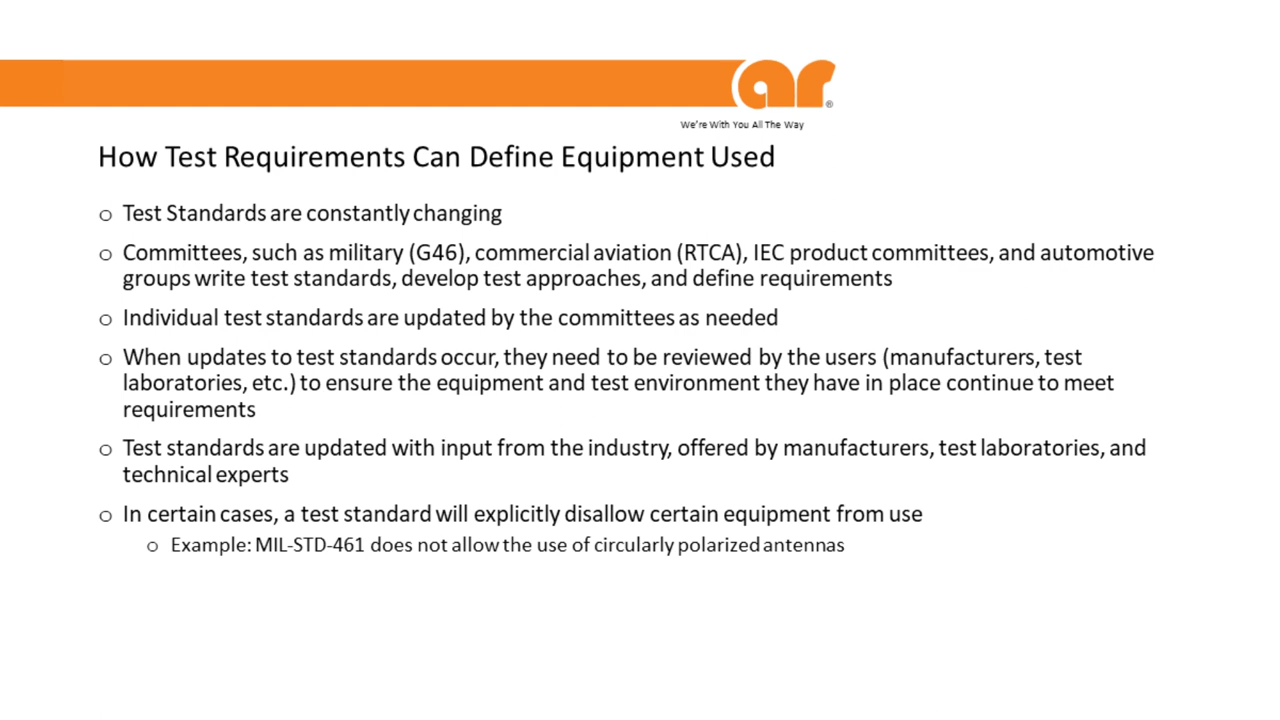 ar®
We're With You All The Way
How Test Requirements Can Define Equipment Used
o Test Standards are constantly changing
o Committees, such as military (G46), commercial aviation (RTCA), IEC product committees, and automotive
groups write test standards, develop test approaches, and define requirements
o Individual test standards are updated by the committees as needed
o When updates to test standards occur, they need to be reviewed by the users (manufacturers, test
laboratories, etc.) to ensure the equipment and test environment they have in place continue to meet
requirements
o Test standards are updated with input from the industry, offered by manufacturers, test laboratories, and
technical experts
o In certain cases, a test standard will explicitly disallow certain equipment from use
o Example: MIL-STD-461 does not allow the use of circularly polarized antennas